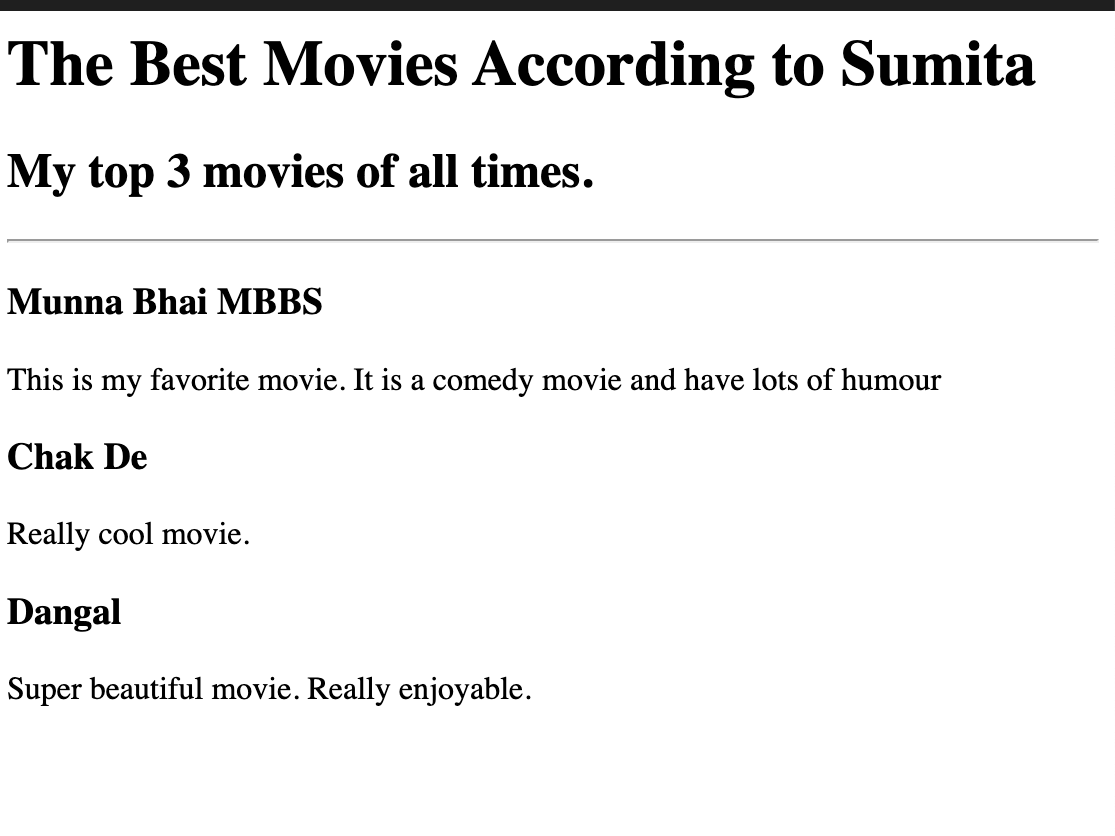 The Best Movies According to Sumita
My top 3 movies of all times.
Munna Bhai MBBS
This is my favorite movie. It is a comedy movie and have lots of humour
Chak De
Really cool movie.
Dangal
Super beautiful movie. Really enjoyable.